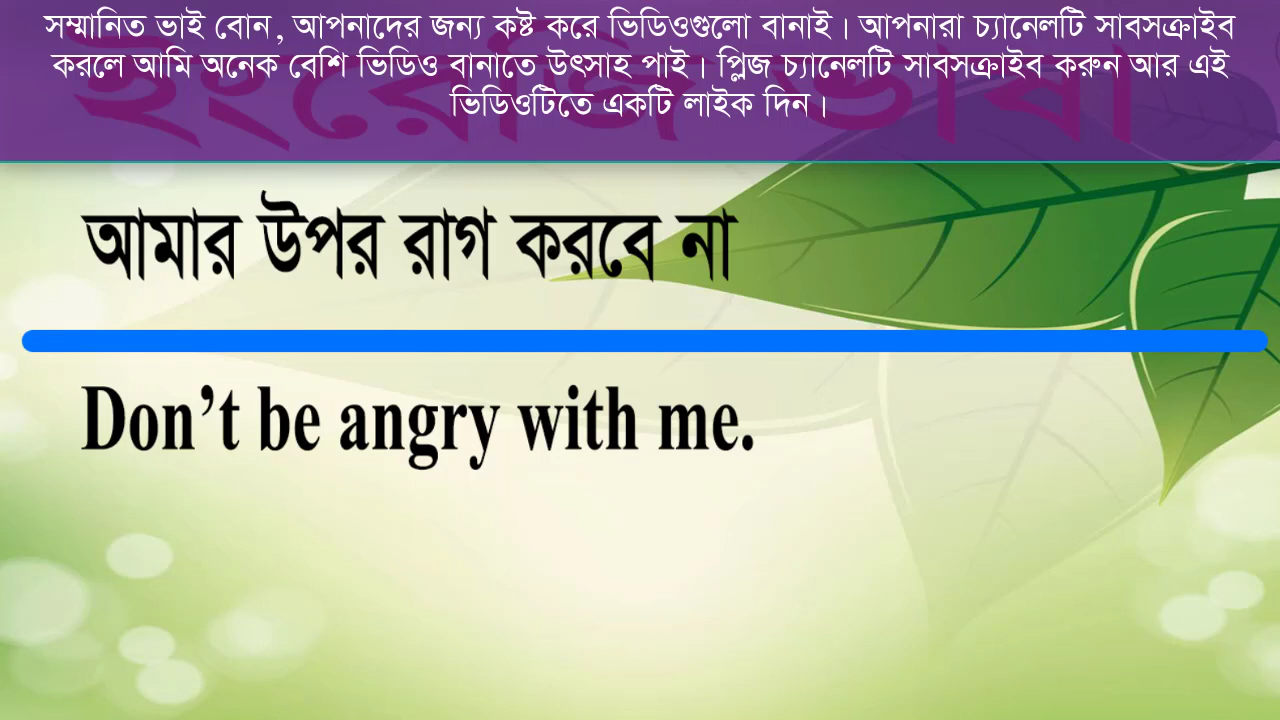 সম্মানিত ভাই বোন, আপনাদের জন্য কষ্ট করে ভিডিওগুলো বানাই। আপনারা চ্যানেলটি সাবসক্রাইব
করলে আমি অনেক বেশি ভিডিও বানাতে উৎসাহ পাই। প্লিজ চ্যানেলটি সাবসক্রাইব করুন আর এই
ভিডিওটিতে একটি লাইক দিন।
ইংরেজি ভাষা
আমার উপর রাগ করবে না
Don't be angry with me.